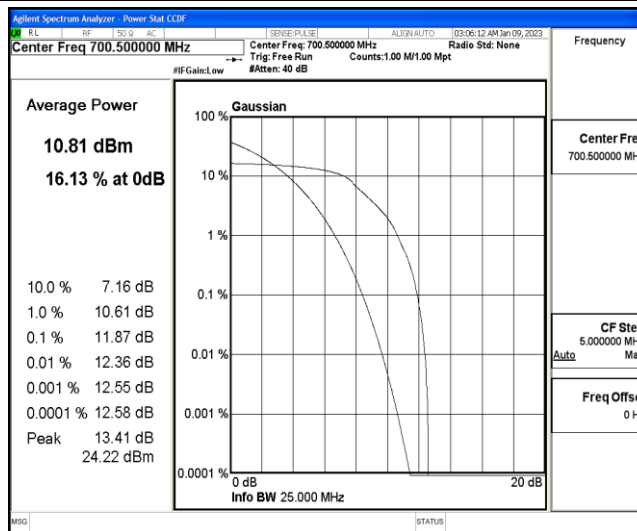 Agilent Spectrum Analyzer - Power Stat CCDF
RL RF 50 Ω AC SENSE:PULSE ALIGN AUTO 03:06:12 AM Jan 09, 2023
Center Freq 700.500000 MHz
Center Freq: 700.500000 MHz Radio Std: None
Trig: Free Run Counts:1.00 M/1.00 Mpt
#IFGain:Low #Atten: 40 dB
Frequency
Average Power
10.81 dBm
16.13 % at 0dB
10.0 % 7.16 dB
1.0 % 10.61 dB
0.1 % 11.87 dB
0.01 % 12.36 dB
0.001 % 12.55 dB
0.0001 % 12.58 dB
Peak 13.41 dB
24.22 dBm
Gaussian
100 %
10 %
1 %
0.1 %
0.01 %
0.001 %
0.0001 %
0 dB 20 dB
Info BW 25.000 MHz
Center Fre
700.500000 MH
CF Ste
5.000000 MH
Auto Ma
Freq Offse
0 H
MSG STATUS